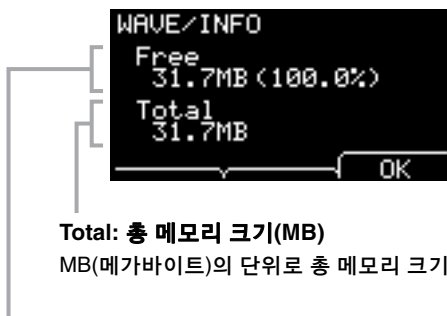 WAVE/INFO
Free
31.7MB(100.0%)
Total
31.7MB
OK
Total: 총 메모리 크기(MB)
MB(메가바이트)의 단위로 총 메모리 크기